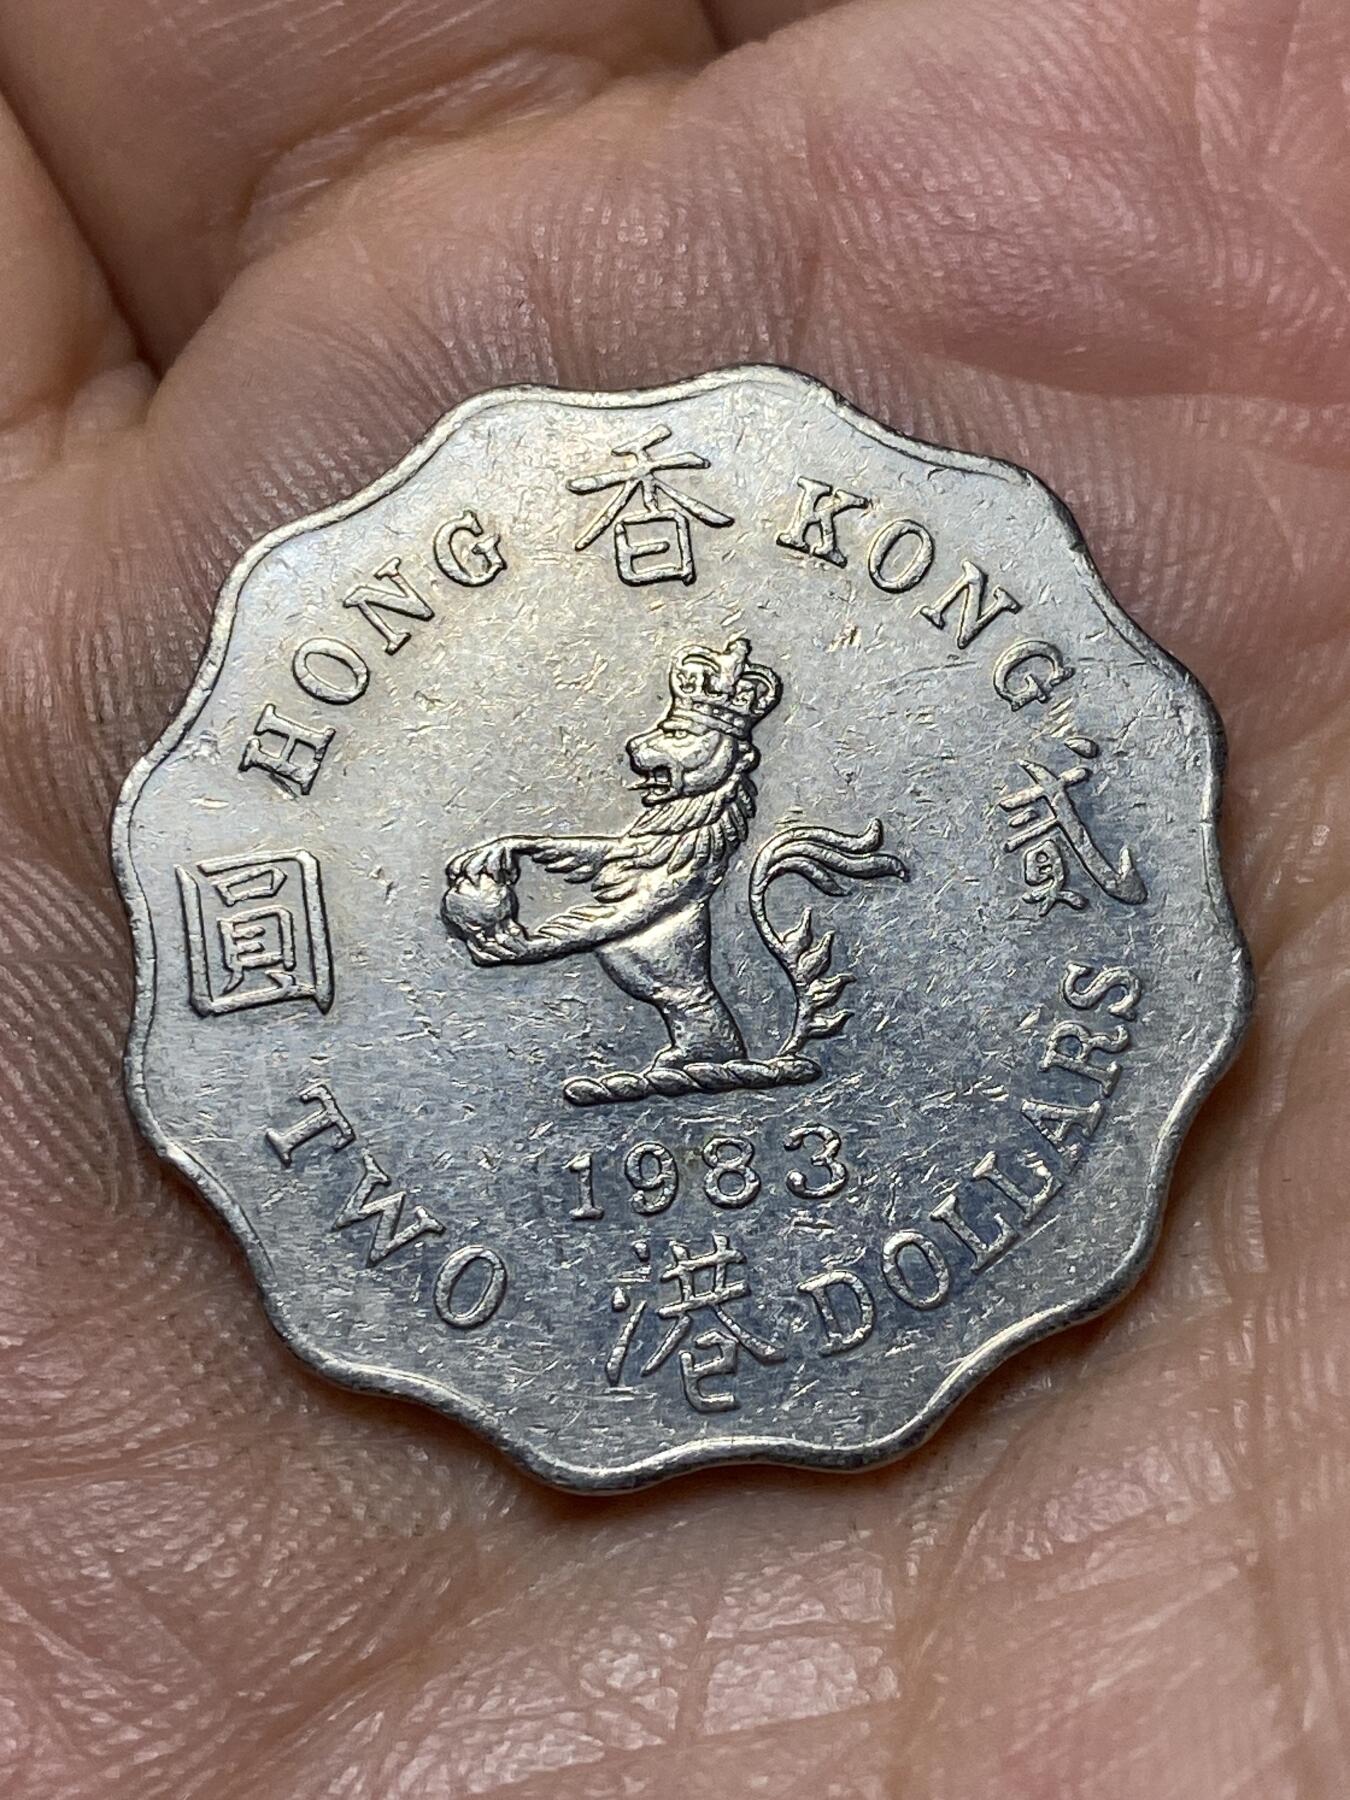 HONG KONG
香港
貳圓
1983
TWO DOLLARS